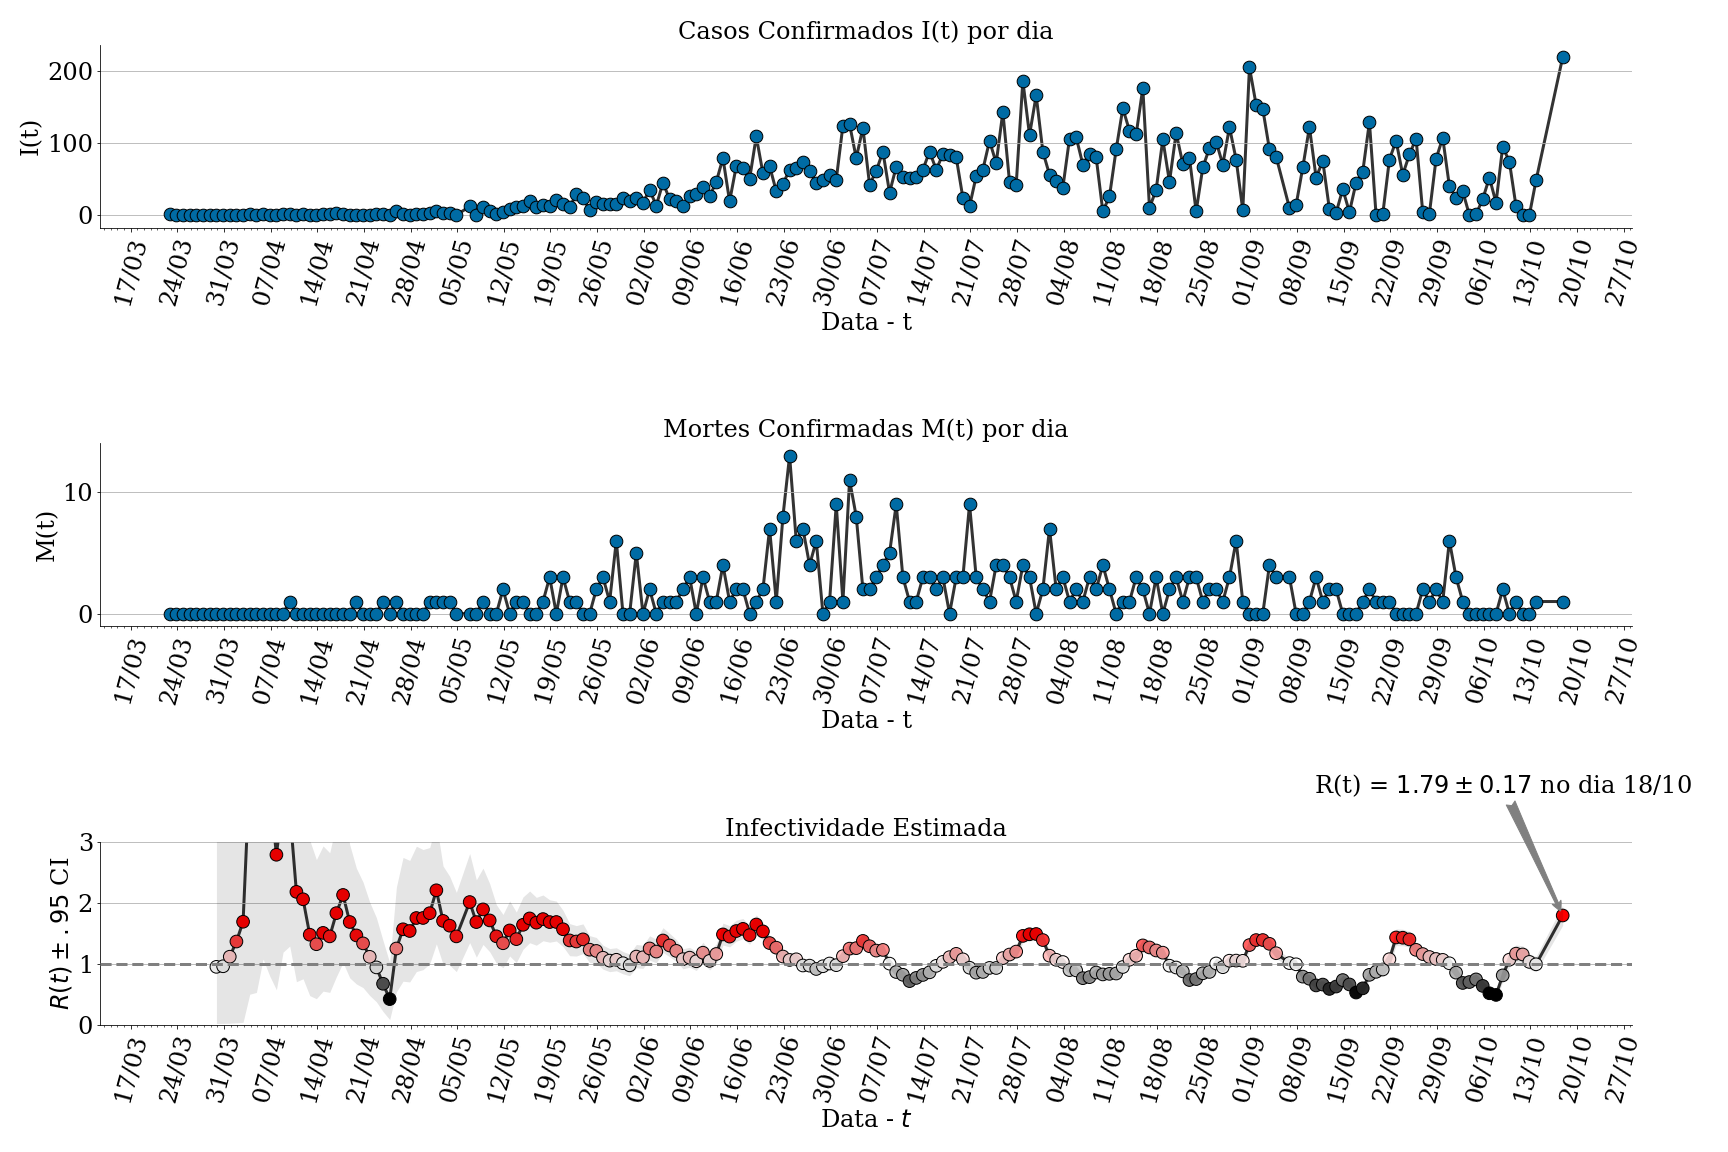 Casos Confirmados I(t) por dia
I(t)
200
100
0
17/03 24/03 31/03 07/04 14/04 21/04 28/04 05/05 12/05 19/05 26/05 02/06 09/06 16/06 23/06 30/06 07/07 14/07 21/07 28/07 04/08 11/08 18/08 25/08 01/09 08/09 15/09 22/09 29/09 06/10 13/10 20/10 27/10
Data - t
Mortes Confirmadas M(t) por dia
M(t)
10
0
17/03 24/03 31/03 07/04 14/04 21/04 28/04 05/05 12/05 19/05 26/05 02/06 09/06 16/06 23/06 30/06 07/07 14/07 21/07 28/07 04/08 11/08 18/08 25/08 01/09 08/09 15/09 22/09 29/09 06/10 13/10 20/10 27/10
Data - t
R(t) = 1.79 ± 0.17 no dia 18/10
Infectividade Estimada
R(t) ± .95 CI
3
2
1
0
17/03 24/03 31/03 07/04 14/04 21/04 28/04 05/05 12/05 19/05 26/05 02/06 09/06 16/06 23/06 30/06 07/07 14/07 21/07 28/07 04/08 11/08 18/08 25/08 01/09 08/09 15/09 22/09 29/09 06/10 13/10 20/10 27/10
Data - t